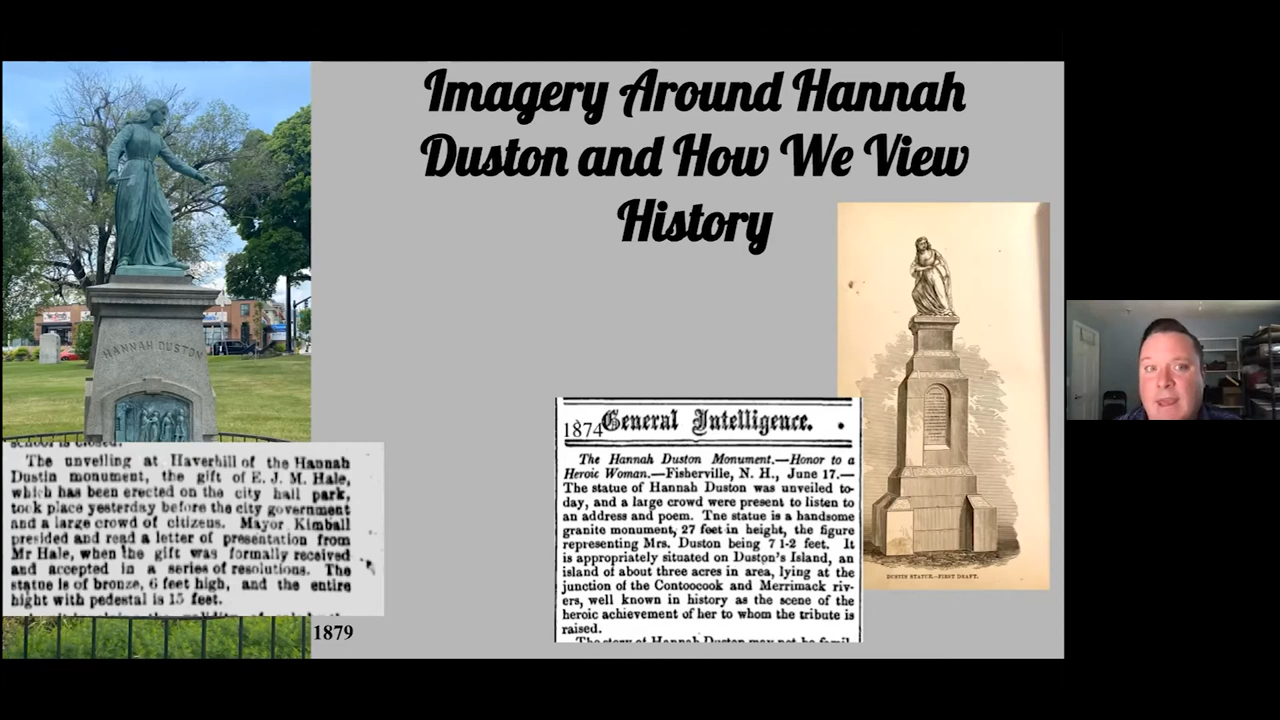 Imagery Around Hannah
Duston and How We View
History
HANNAH DUSTON
The unveiling at Haverhill of the Hannah
Dustin monument, the gift of E. J. M. Hale,
which has been erected on the city hall park,
took place yesterday before the city government
and a large crowd of citizens. Mayor Kimball
presided and read a letter of presentation from
Mr Hale, when the gift was formally received
and accepted in a series of resolutions. The
statue is of bronze, 6 feet high, and the entire
hight with pedestal is 15 feet.
1879
1874 General Intelligence.
The Hannah Duston Monument.—Honor to a
Heroic Woman.—Fisherville, N. H., June 17.—
The statue of Hannah Duston was unveiled to-
day, and a large crowd were present to listen to
an address and poem. The statue is a handsome
granite monument, 27 feet in height, the figure
representing Mrs. Duston being 7 1-2 feet. It
is appropriately situated on Duston's Island, an
island of about three acres in area, lying at the
junction of the Contoocook and Merrimack riv-
ers, well known in history as the scene of the
heroic achievement of her to whom the tribute is
raised.
The story of Hannah Duston may not be famil-
DUSTIN STATUE.—FIRST DRAFT.